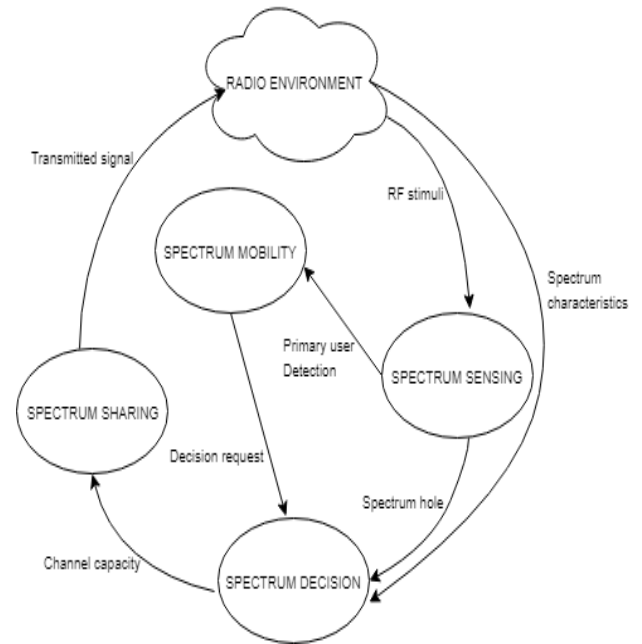 RADIO ENVIRONMENT
Transmitted signal
RF stimuli
SPECTRUM MOBILITY
Spectrum
characteristics
Primary user
Detection
SPECTRUM SENSING
SPECTRUM SHARING
Decision request
Spectrum hole
Channel capacity
SPECTRUM DECISION